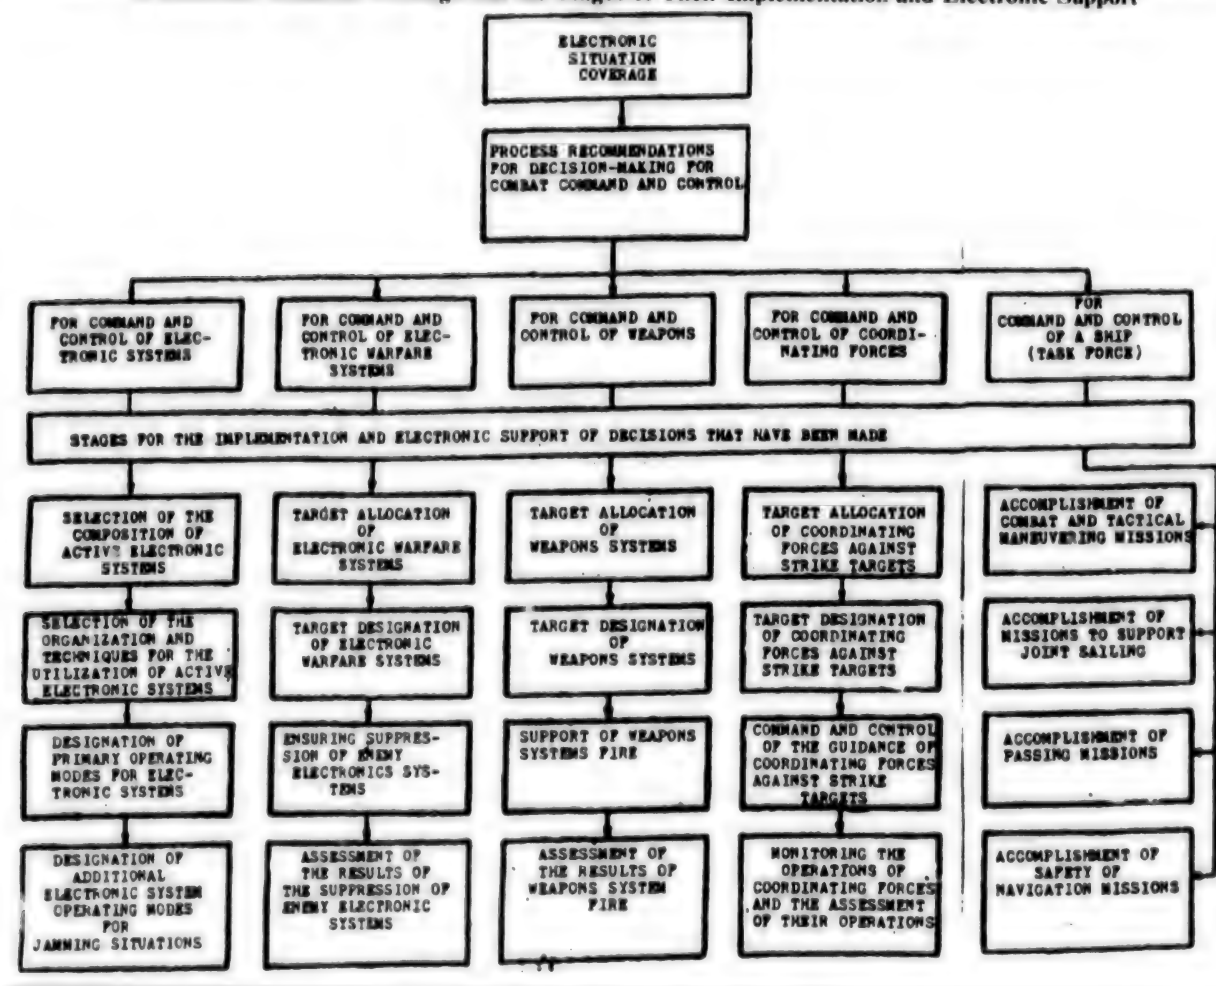 Their Implementation and Electronic Support
ELECTRONIC
SITUATION
COVERAGE
PROCESS RECOMMENDATIONS
FOR DECISION-MAKING FOR
COMBAT COMMAND AND CONTROL
FOR COMMAND AND
CONTROL OF ELEC-
TRONIC SYSTEMS
FOR COMMAND AND
CONTROL OF ELEC-
TRONIC WARFARE
SYSTEMS
FOR COMMAND AND
CONTROL OF WEAPONS
FOR COMMAND AND
CONTROL OF COORDI-
NATING FORCES
FOR
COMMAND AND CONTROL
OF A SHIP
(TASK FORCE)
STAGES FOR THE IMPLEMENTATION AND ELECTRONIC SUPPORT OF DECISIONS THAT HAVE BEEN MADE
SELECTION OF THE
COMPOSITION OF
ACTIVE ELECTRONIC
SYSTEMS
TARGET ALLOCATION
OF
ELECTRONIC WARFARE
SYSTEMS
TARGET ALLOCATION
OF
WEAPONS SYSTEMS
TARGET ALLOCATION
OF COORDINATING
FORCES AGAINST
STRIKE TARGETS
ACCOMPLISHMENT OF
COMBAT AND TACTICAL
MANEUVERING MISSIONS
SELECTION OF THE
ORGANIZATION AND
TECHNIQUES FOR THE
UTILIZATION OF ACTIVE
ELECTRONIC SYSTEMS
TARGET DESIGNATION
OF ELECTRONIC
WARFARE SYSTEMS
TARGET DESIGNATION
OF
WEAPONS SYSTEMS
TARGET DESIGNATION
OF COORDINATING
FORCES AGAINST
STRIKE TARGETS
ACCOMPLISHMENT OF
MISSIONS TO SUPPORT
JOINT SAILING
DESIGNATION OF
PRIMARY OPERATING
MODES FOR ELEC-
TRONIC SYSTEMS
ENSURING SUPPRES-
SION OF ENEMY
ELECTRONICS SYS-
TEMS
SUPPORT OF WEAPONS
SYSTEMS FIRE
COMMAND AND CONTROL
OF THE GUIDANCE OF
COORDINATING FORCES
AGAINST STRIKE
TARGETS
ACCOMPLISHMENT OF
PASSING MISSIONS
DESIGNATION OF
ADDITIONAL
ELECTRONIC SYSTEM
OPERATING MODES
FOR
JAMMING SITUATIONS
ASSESSMENT OF
THE RESULTS OF
THE SUPPRESSION OF
ENEMY ELECTRONIC
SYSTEMS
ASSESSMENT OF
THE RESULTS OF
WEAPONS SYSTEM
FIRE
MONITORING THE
OPERATIONS OF
COORDINATING FORCES
AND THE ASSESSMENT
OF THEIR OPERATIONS
ACCOMPLISHMENT OF
SAFETY OF
NAVIGATION MISSIONS